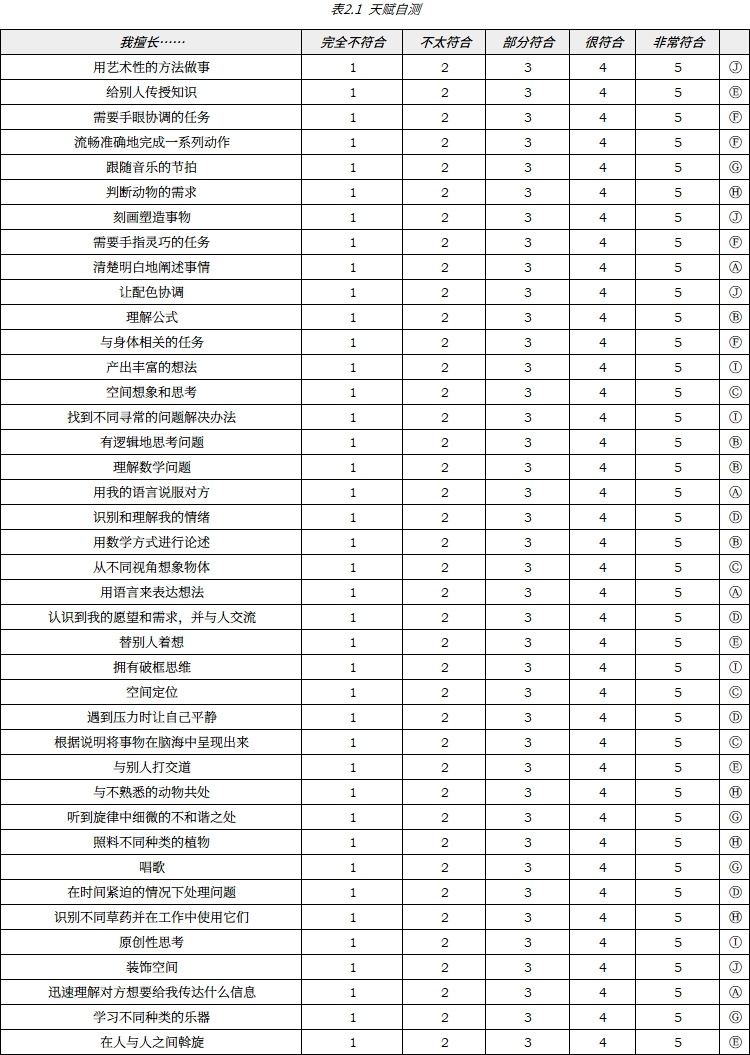 表2.1 天赋自测
我擅长…… 完全不符合 不太符合 部分符合 很符合 非常符合
用艺术性的方法做事 1 2 3 4 5 Ⓙ
给别人传授知识 1 2 3 4 5 Ⓔ
需要手眼协调的任务 1 2 3 4 5 Ⓕ
流畅准确地完成一系列动作 1 2 3 4 5 Ⓕ
跟随音乐的节拍 1 2 3 4 5 Ⓖ
判断动物的需求 1 2 3 4 5 Ⓗ
刻画塑造事物 1 2 3 4 5 Ⓙ
需要手指灵巧的任务 1 2 3 4 5 Ⓕ
清楚明白地阐述事情 1 2 3 4 5 Ⓐ
让配色协调 1 2 3 4 5 Ⓙ
理解公式 1 2 3 4 5 Ⓑ
与身体相关的任务 1 2 3 4 5 Ⓕ
产出丰富的想法 1 2 3 4 5 Ⓘ
空间想象和思考 1 2 3 4 5 Ⓒ
找到不同寻常的问题解决办法 1 2 3 4 5 Ⓘ
有逻辑地思考问题 1 2 3 4 5 Ⓑ
理解数学问题 1 2 3 4 5 Ⓑ
用我的语言说服对方 1 2 3 4 5 Ⓐ
识别和理解我的情绪 1 2 3 4 5 Ⓓ
用数学方式进行论述 1 2 3 4 5 Ⓑ
从不同视角想象物体 1 2 3 4 5 Ⓒ
用语言来表达想法 1 2 3 4 5 Ⓐ
认识到我的愿望和需求，并与人交流 1 2 3 4 5 Ⓓ
替别人着想 1 2 3 4 5 Ⓔ
拥有破框思维 1 2 3 4 5 Ⓘ
空间定位 1 2 3 4 5 Ⓒ
遇到压力时让自己平静 1 2 3 4 5 Ⓓ
根据说明将事物在脑海中呈现出来 1 2 3 4 5 Ⓒ
与别人打交道 1 2 3 4 5 Ⓔ
与不熟悉的动物共处 1 2 3 4 5 Ⓗ
听到旋律中细微的不和谐之处 1 2 3 4 5 Ⓖ
照料不同种类的植物 1 2 3 4 5 Ⓗ
唱歌 1 2 3 4 5 Ⓖ
在时间紧迫的情况下处理问题 1 2 3 4 5 Ⓓ
识别不同草药并在工作中使用它们 1 2 3 4 5 Ⓗ
原创性思考 1 2 3 4 5 Ⓘ
装饰空间 1 2 3 4 5 Ⓙ
迅速理解对方想要给我传达什么信息 1 2 3 4 5 Ⓐ
学习不同种类的乐器 1 2 3 4 5 Ⓖ
在人与人之间斡旋 1 2 3 4 5 Ⓔ